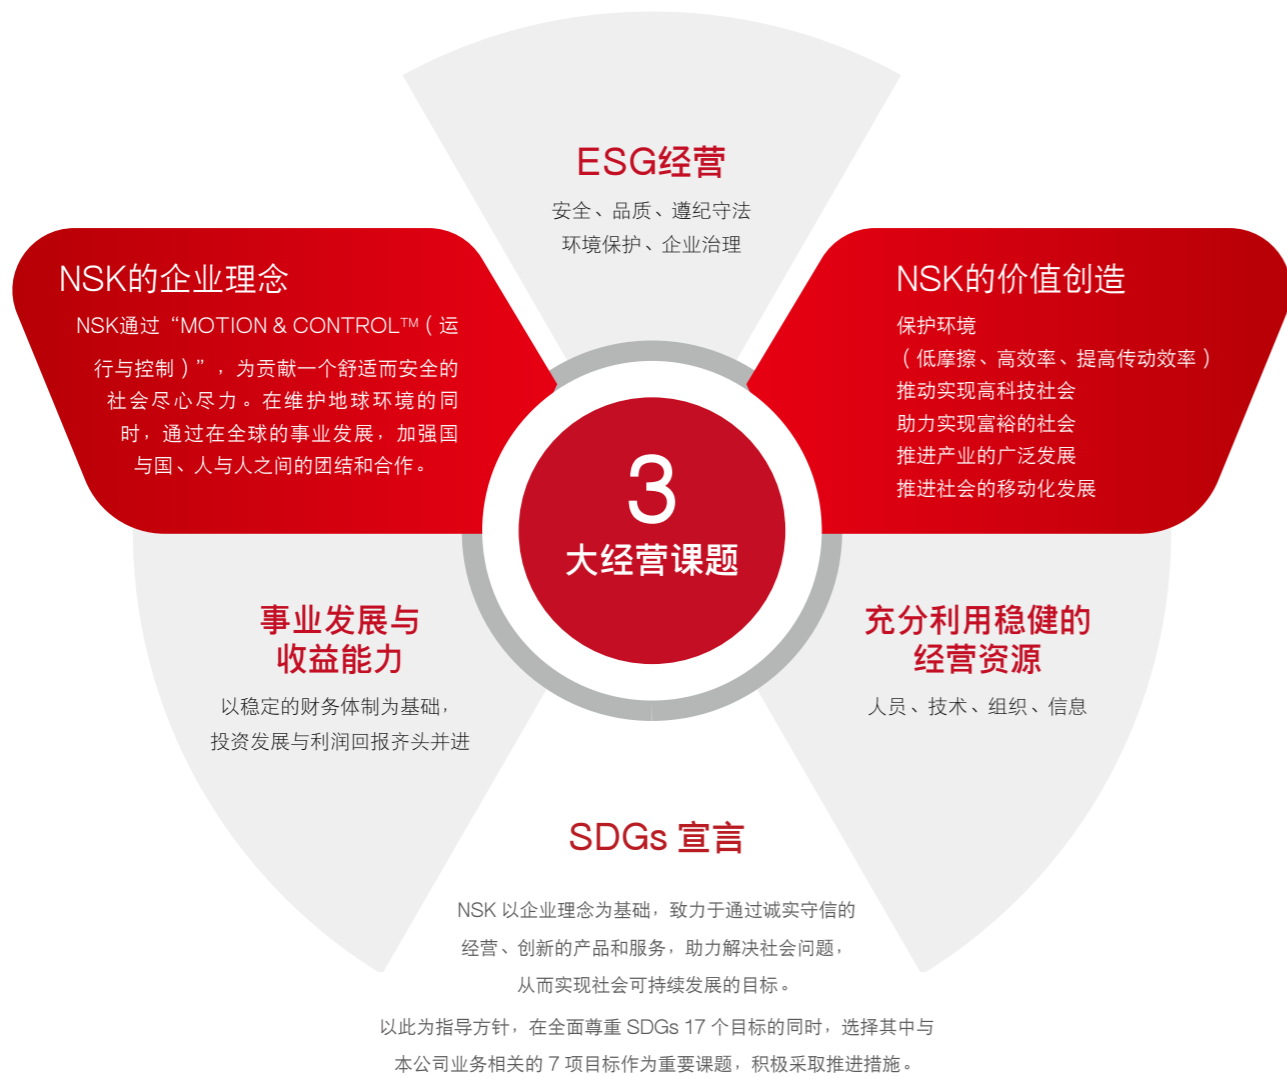 ESG经营
安全、品质、遵纪守法
环境保护、企业治理
NSK的企业理念
NSK通过“MOTION & CONTROL™（运
行与控制）”，为贡献一个舒适而安全的
社会尽心尽力。在维护地球环境的同
时，通过在全球的事业发展，加强国
与国、人与人之间的团结和合作。
NSK的价值创造
保护环境
（低摩擦、高效率、提高传动效率）
推动实现高科技社会
助力实现富裕的社会
推进产业的广泛发展
推进社会的移动化发展
3
大经营课题
事业发展与
收益能力
以稳定的财务体制为基础，
投资发展与利润回报齐头并进
充分利用稳健的
经营资源
人员、技术、组织、信息
SDGs 宣言
NSK 以企业理念为基础，致力于通过诚实守信的
经营、创新的产品和服务，助力解决社会问题，
从而实现社会可持续发展的目标。
以此为指导方针，在全面尊重 SDGs 17 个目标的同时，选择其中与
本公司业务相关的 7 项目标作为重要课题，积极采取推进措施。